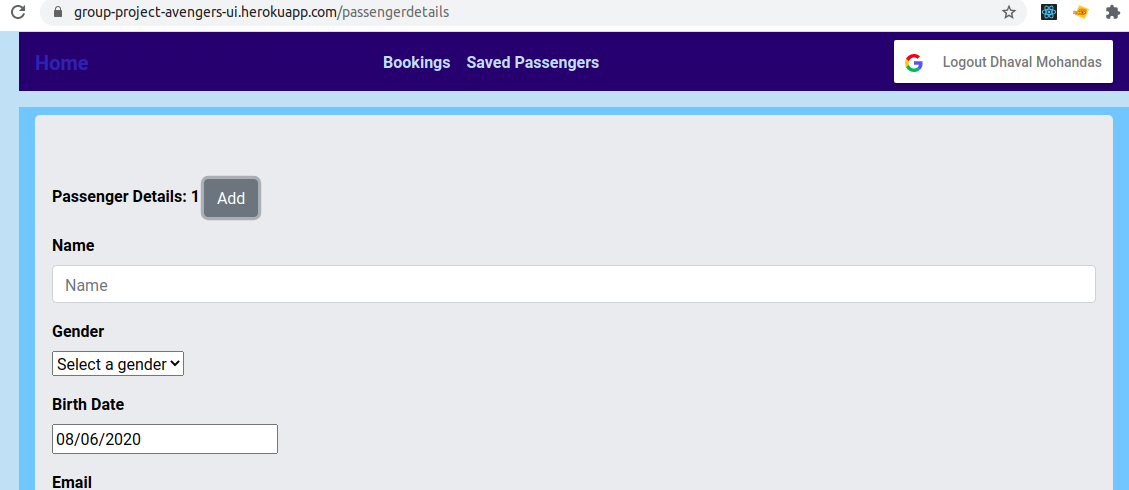 group-project-avengers-ui.herokuapp.com/passengerdetails
Home Bookings Saved Passengers G Logout Dhaval Mohandas
Passenger Details: 1 Add
Name
Name
Gender
Select a gender
Birth Date
08/06/2020
Email